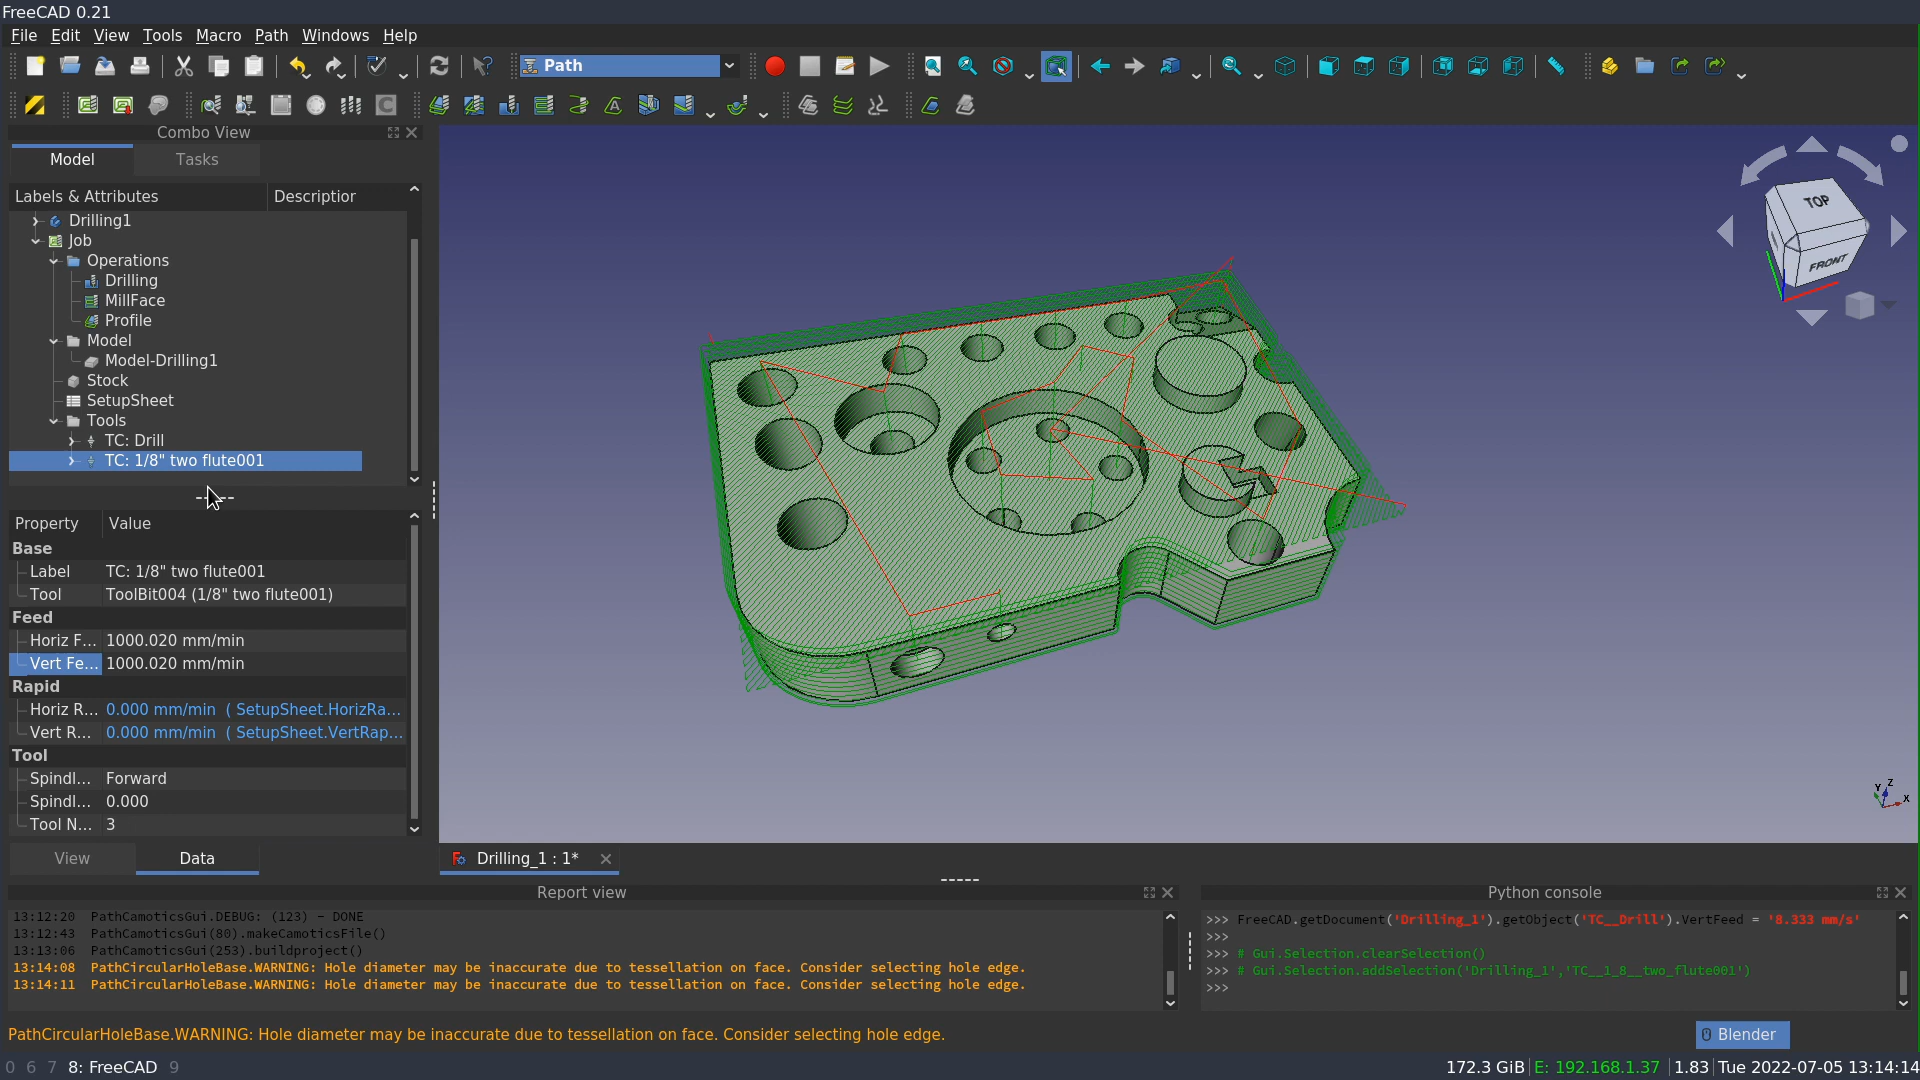 FreeCAD 0.21
File Edit View Tools Macro Path Windows Help
Path
Combo View
Model Tasks
Labels & Attributes Descriptior
Drilling1
Job
Operations
Drilling
MillFace
Profile
Model
Model-Drilling1
Stock
SetupSheet
Tools
TC: Drill
TC: 1/8" two flute001
Property Value
Base
Label TC: 1/8" two flute001
Tool ToolBit004 (1/8" two flute001)
Feed
Horiz F... 1000.020 mm/min
Vert Fe... 1000.020 mm/min
Rapid
Horiz R... 0.000 mm/min ( SetupSheet.HorizRa...
Vert R... 0.000 mm/min ( SetupSheet.VertRap...
Tool
Spindl... Forward
Spindl... 0.000
Tool N... 3
View Data
TOP
FRONT
Y Z X
Drilling_1 : 1*
Report view
13:12:20 PathCamoticsGui.DEBUG: (123) - DONE
13:12:43 PathCamoticsGui(80).makeCamoticsFile()
13:13:06 PathCamoticsGui(253).buildproject()
13:14:08 PathCircularHoleBase.WARNING: Hole diameter may be inaccurate due to tessellation on face. Consider selecting hole edge.
13:14:11 PathCircularHoleBase.WARNING: Hole diameter may be inaccurate due to tessellation on face. Consider selecting hole edge.
Python console
>>> FreeCAD.getDocument('Drilling_1').getObject('TC__Drill').VertFeed = '8.333 mm/s'
>>>
>>> # Gui.Selection.clearSelection()
>>> # Gui.Selection.addSelection('Drilling_1','TC__1_8__two_flute001')
>>>
PathCircularHoleBase.WARNING: Hole diameter may be inaccurate due to tessellation on face. Consider selecting hole edge.
Blender
0 6 7 8: FreeCAD 9
172.3 GiB E: 192.168.1.37 1.83 Tue 2022-07-05 13:14:14